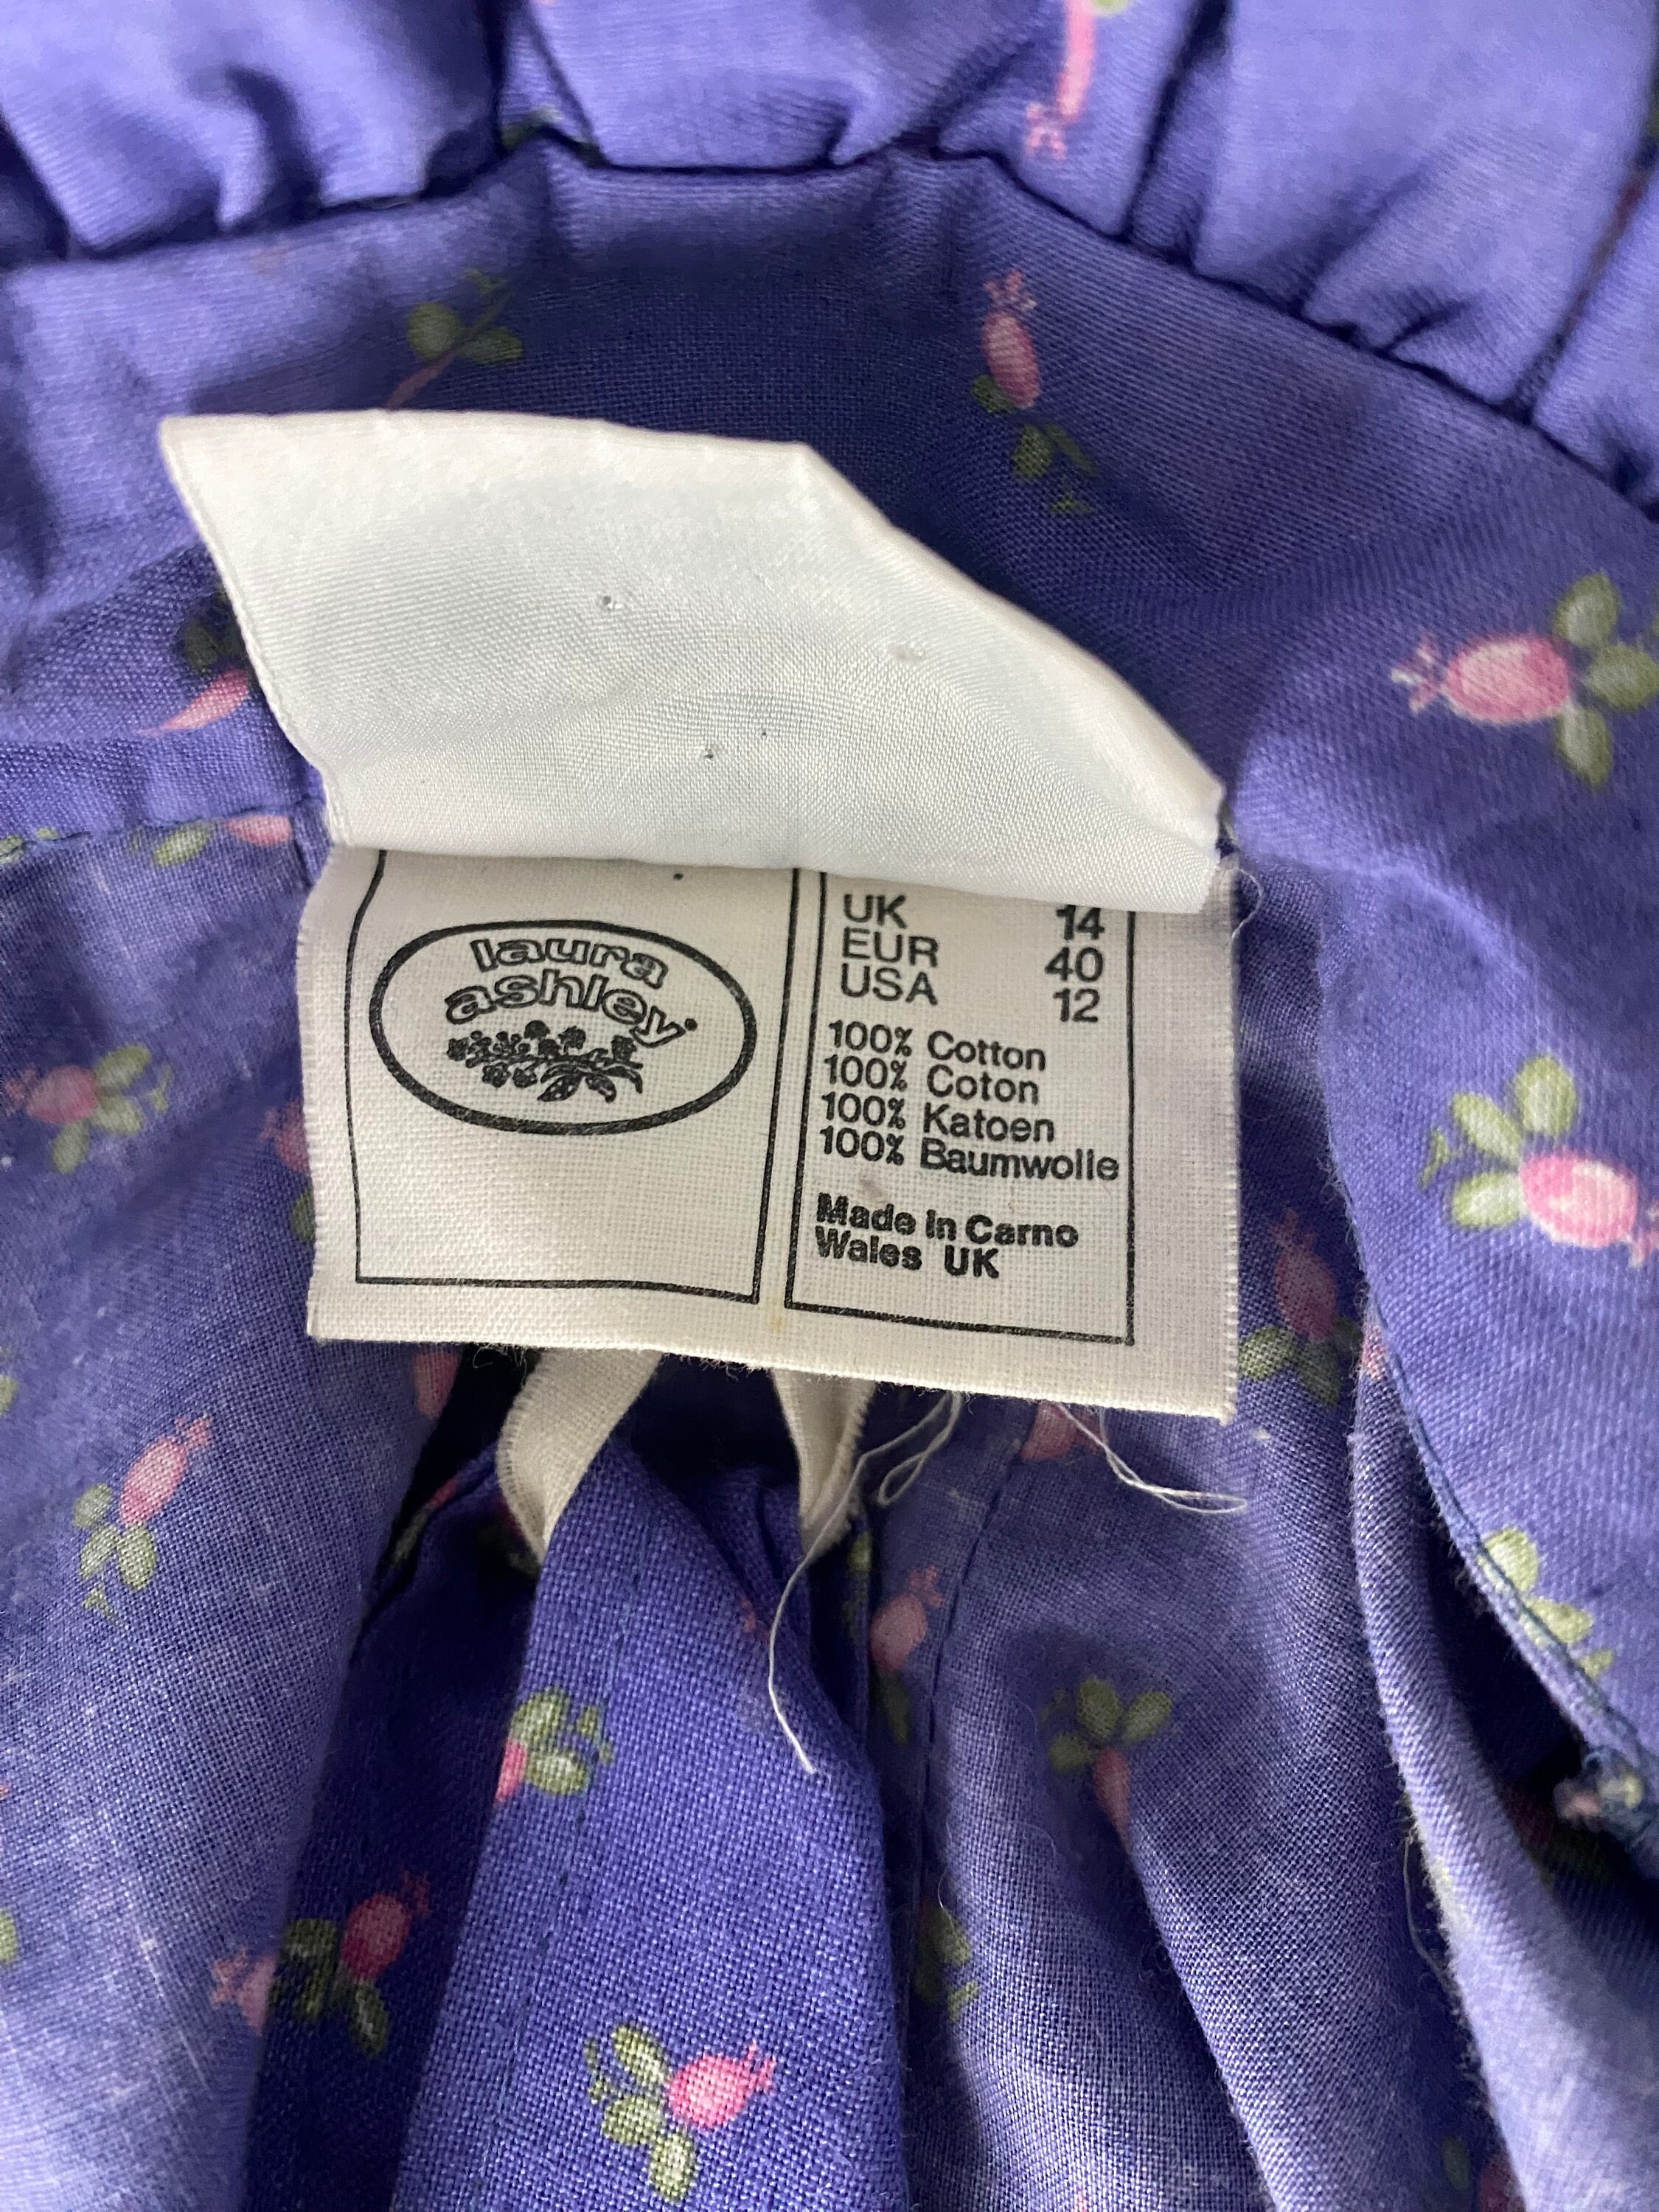 laura
ashley
UK 14
EUR 40
USA 12
100% Cotton
100% Coton
100% Katoen
100% Baumwolle
Made in Carno
Wales UK